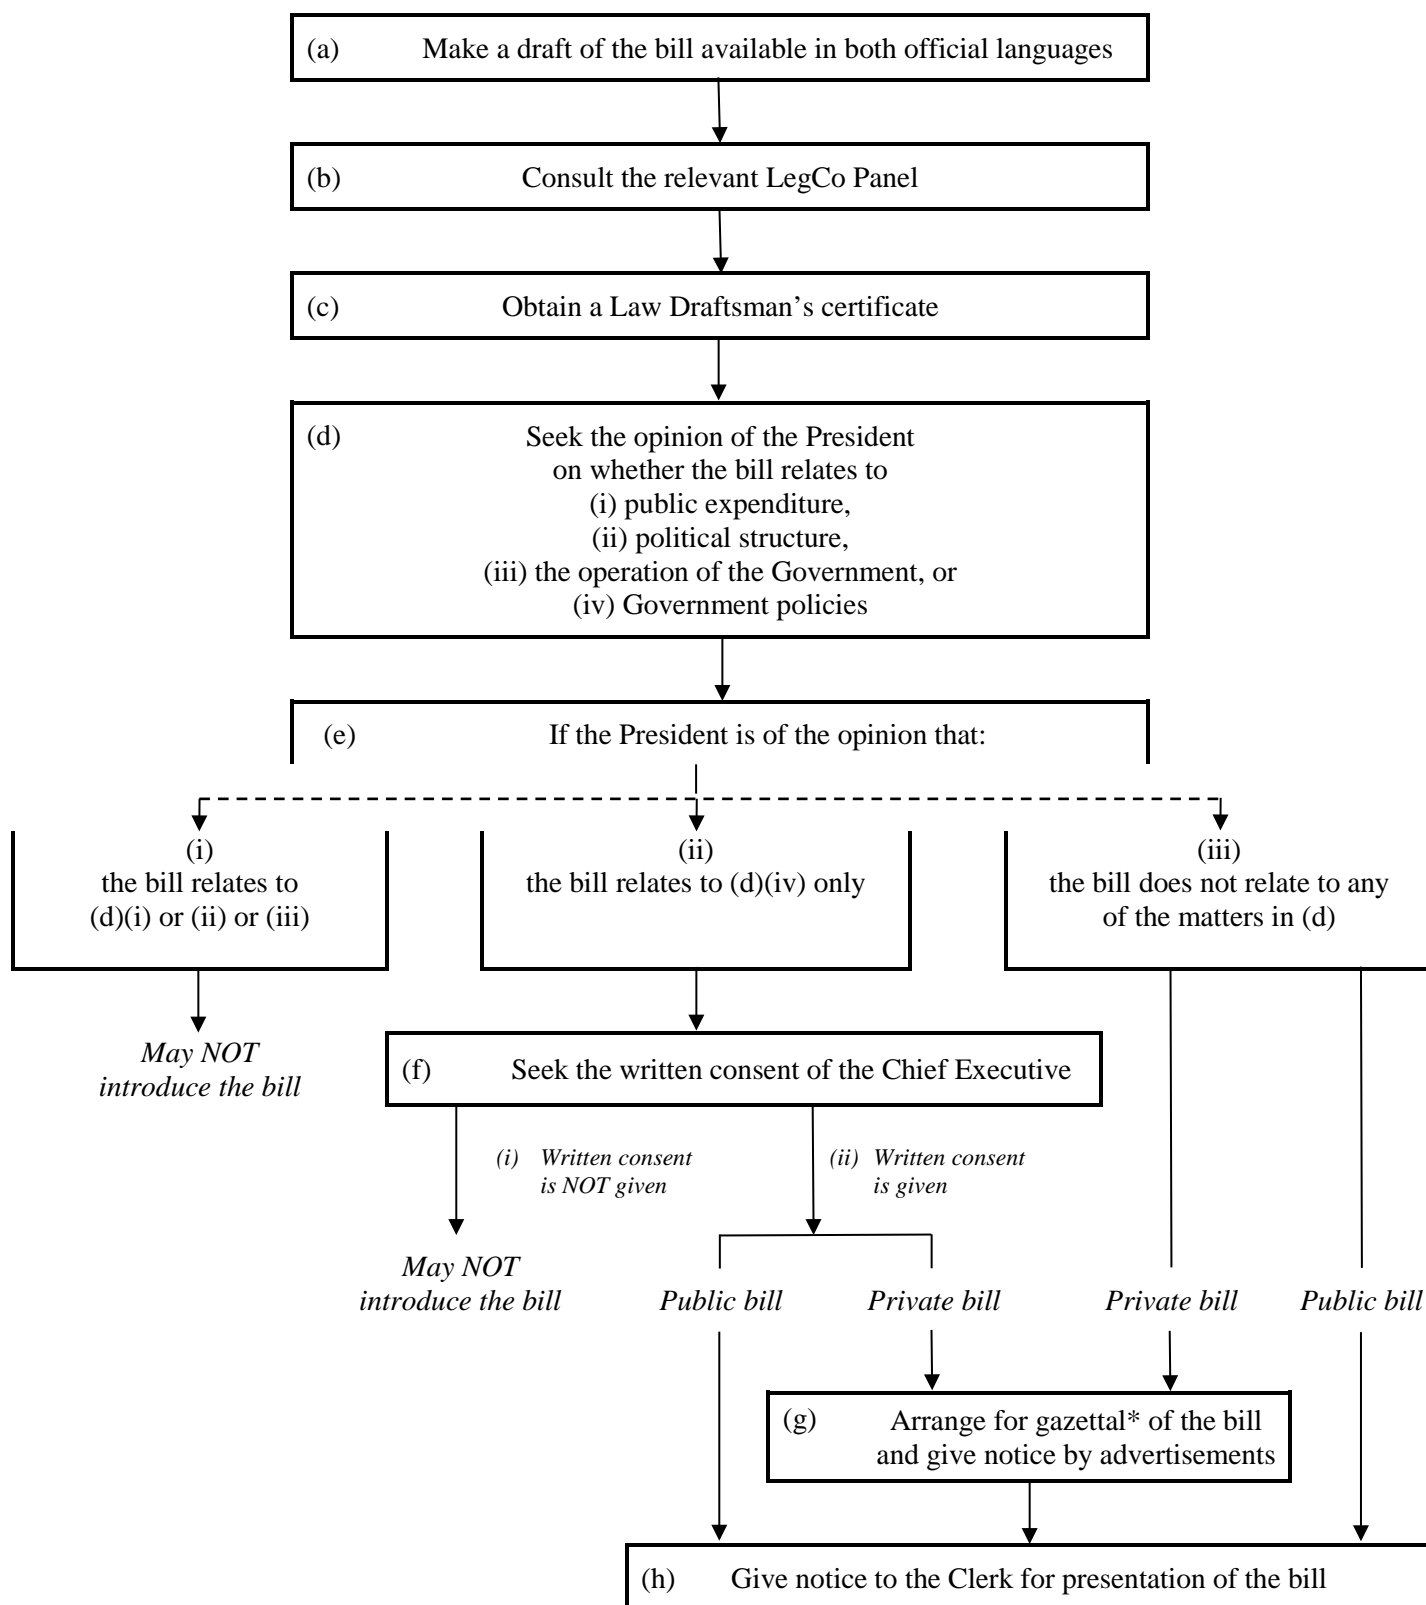 (a) Make a draft of the bill available in both official languages
(b) Consult the relevant LegCo Panel
(c) Obtain a Law Draftsman’s certificate
(d) Seek the opinion of the President
on whether the bill relates to
(i) public expenditure,
(ii) political structure,
(iii) the operation of the Government, or
(iv) Government policies
(e) If the President is of the opinion that:
(i)
the bill relates to
(d)(i) or (ii) or (iii)
(ii)
the bill relates to (d)(iv) only
(iii)
the bill does not relate to any
of the matters in (d)
May NOT
introduce the bill
(f) Seek the written consent of the Chief Executive
(i) Written consent
is NOT given
(ii) Written consent
is given
May NOT
introduce the bill
Public bill
Private bill
Private bill
Public bill
(g) Arrange for gazettal* of the bill
and give notice by advertisements
(h) Give notice to the Clerk for presentation of the bill